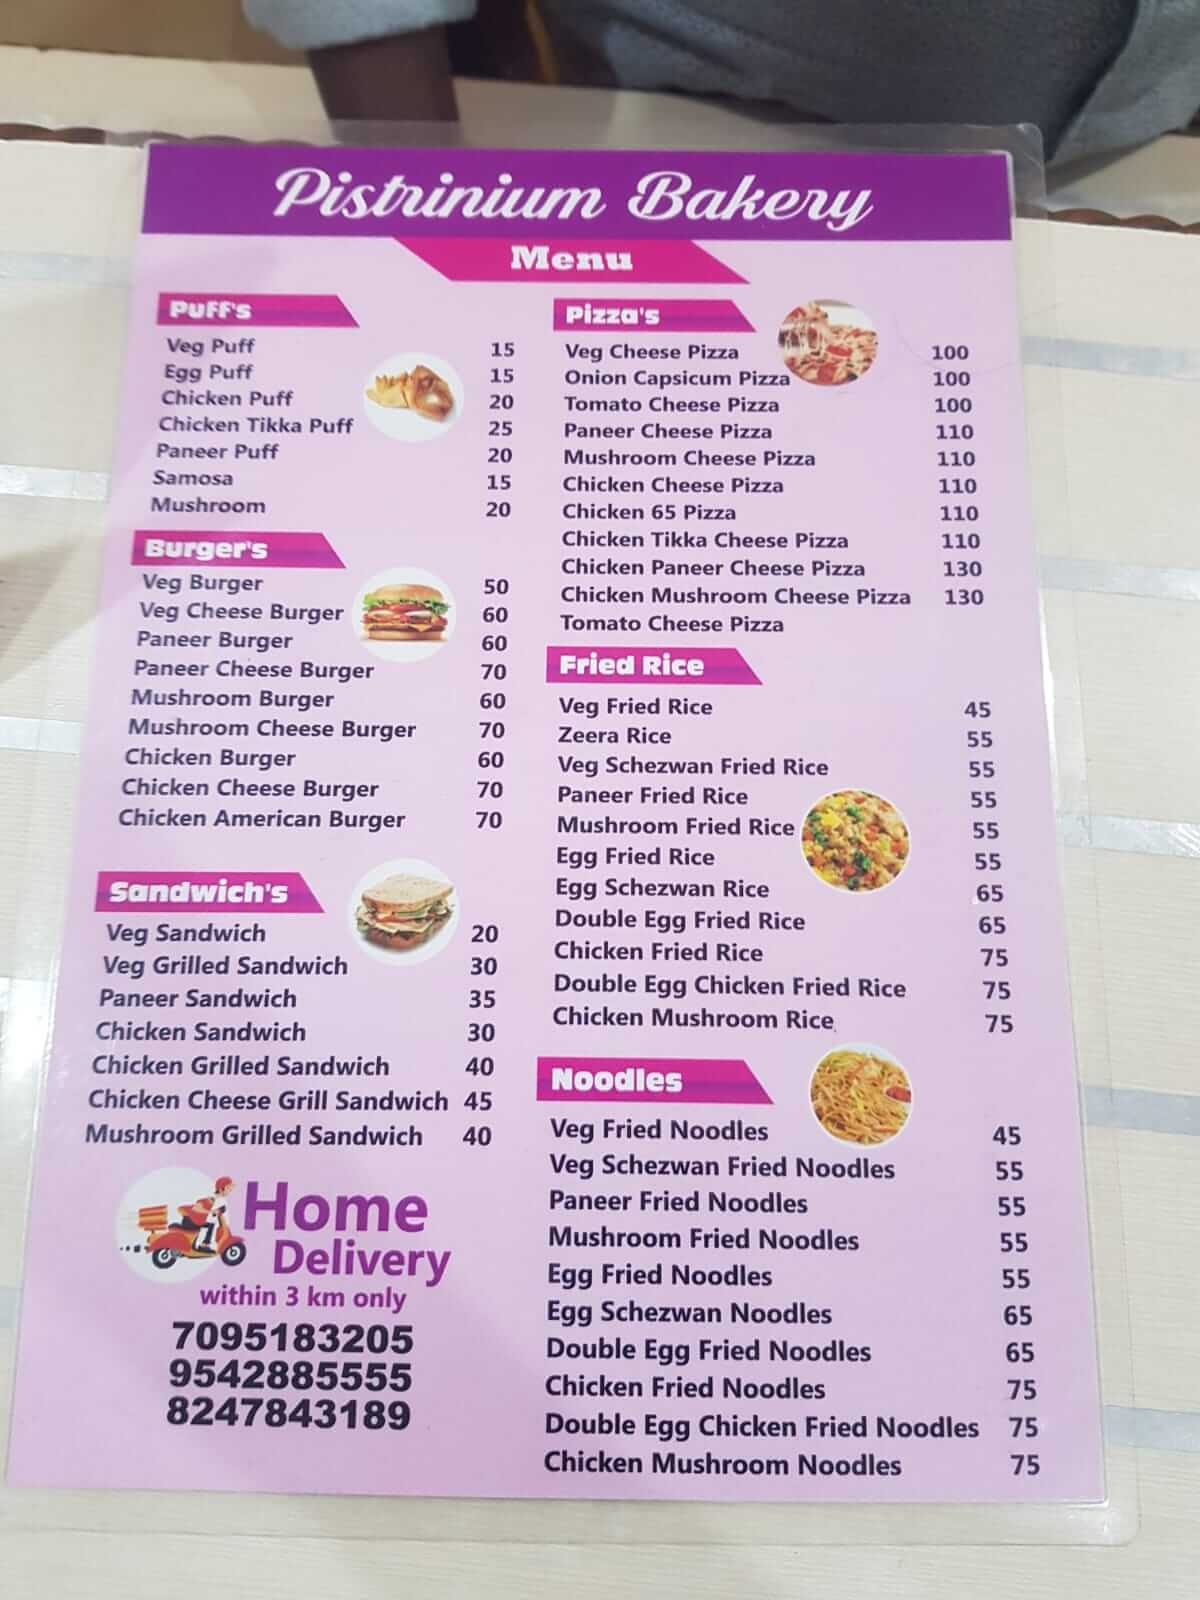 Pistrinium Bakery
Menu
Puff's
Veg Puff 15
Egg Puff 15
Chicken Puff 20
Chicken Tikka Puff 25
Paneer Puff 20
Samosa 15
Mushroom 20
Burger's
Veg Burger 50
Veg Cheese Burger 60
Paneer Burger 60
Paneer Cheese Burger 70
Mushroom Burger 60
Mushroom Cheese Burger 70
Chicken Burger 60
Chicken Cheese Burger 70
Chicken American Burger 70
Sandwich's
Veg Sandwich 20
Veg Grilled Sandwich 30
Paneer Sandwich 35
Chicken Sandwich 30
Chicken Grilled Sandwich 40
Chicken Cheese Grill Sandwich 45
Mushroom Grilled Sandwich 40
Home
Delivery
within 3 km only
7095183205
9542885555
8247843189
Pizza's
Veg Cheese Pizza 100
Onion Capsicum Pizza 100
Tomato Cheese Pizza 100
Paneer Cheese Pizza 110
Mushroom Cheese Pizza 110
Chicken Cheese Pizza 110
Chicken 65 Pizza 110
Chicken Tikka Cheese Pizza 110
Chicken Paneer Cheese Pizza 130
Chicken Mushroom Cheese Pizza 130
Tomato Cheese Pizza
Fried Rice
Veg Fried Rice 45
Zeera Rice 55
Veg Schezwan Fried Rice 55
Paneer Fried Rice 55
Mushroom Fried Rice 55
Egg Fried Rice 55
Egg Schezwan Rice 65
Double Egg Fried Rice 65
Chicken Fried Rice 75
Double Egg Chicken Fried Rice 75
Chicken Mushroom Rice 75
Noodles
Veg Fried Noodles 45
Veg Schezwan Fried Noodles 55
Paneer Fried Noodles 55
Mushroom Fried Noodles 55
Egg Fried Noodles 55
Egg Schezwan Noodles 65
Double Egg Fried Noodles 65
Chicken Fried Noodles 75
Double Egg Chicken Fried Noodles 75
Chicken Mushroom Noodles 75